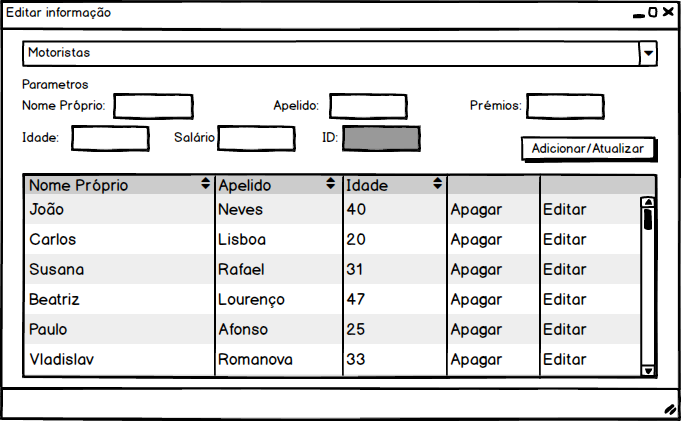 Editar informação
Motoristas
Parametros
Nome Próprio: Apelido: Prémios:
Idade: Salário ID:
Adicionar/Atualizar
Nome Próprio Apelido Idade
João Neves 40 Apagar Editar
Carlos Lisboa 20 Apagar Editar
Susana Rafael 31 Apagar Editar
Beatriz Lourenço 47 Apagar Editar
Paulo Afonso 25 Apagar Editar
Vladislav Romanova 33 Apagar Editar